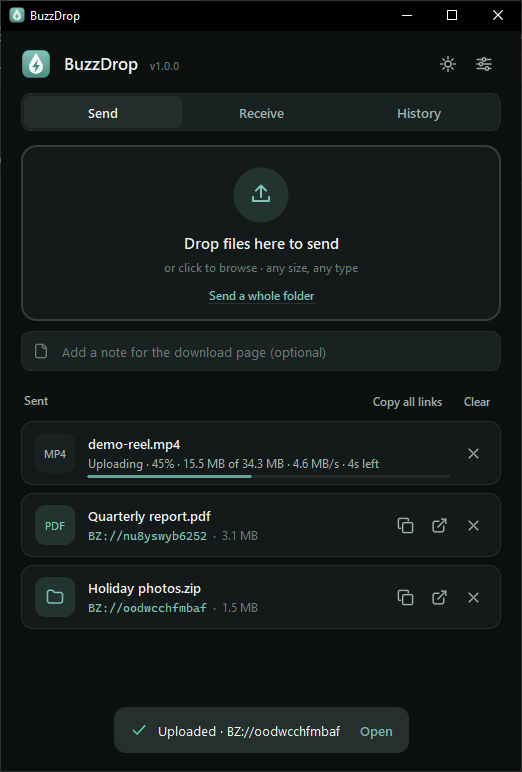 BuzzDrop
BuzzDrop v1.0.0
Send Receive History
Drop files here to send
or click to browse · any size, any type
Send a whole folder
Add a note for the download page (optional)
Sent Copy all links Clear
MP4
demo-reel.mp4
Uploading · 45% · 15.5 MB of 34.3 MB · 4.6 MB/s · 4s left
PDF
Quarterly report.pdf
BZ://nu8yswyb6252 · 3.1 MB
Holiday photos.zip
BZ://oodwcchfmbaf · 1.5 MB
Uploaded · BZ://oodwcchfmbaf Open